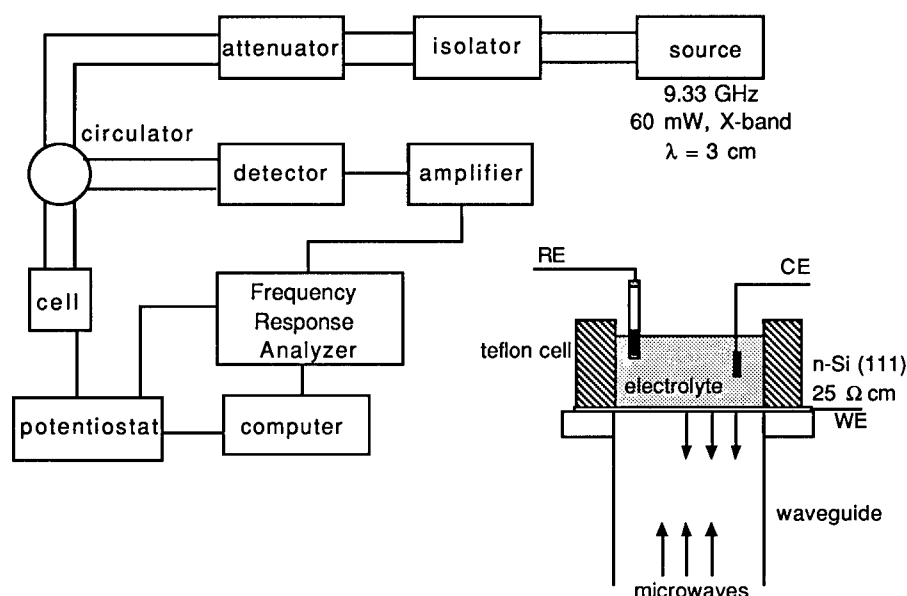 attenuator
isolator
source
9.33 GHz
60 mW, X-band
λ = 3 cm
circulator
detector
amplifier
cell
Frequency
Response
Analyzer
potentiostat
computer
RE
CE
teflon cell
electrolyte
n-Si (111)
25 Ω cm
WE
waveguide
microwaves